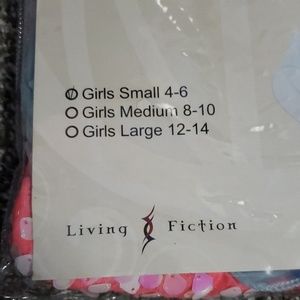 Girls Small 4-6
Girls Medium 8-10
Girls Large 12-14
Living Fiction